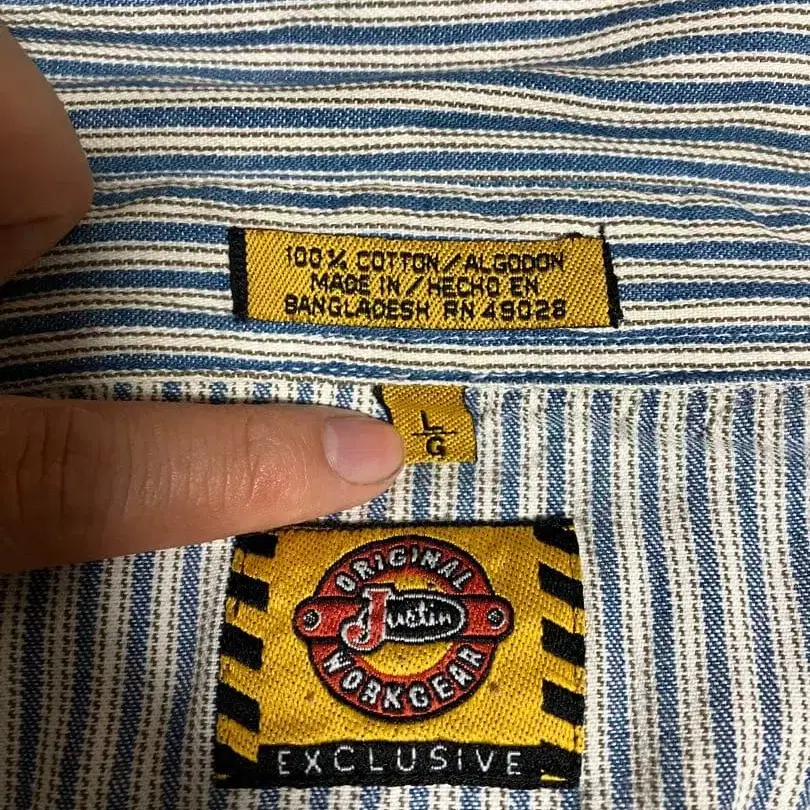 100% COTTON/ALGODON
MADE IN/HECHO EN
BANGLADESH RN 49028
L/G
ORIGINAL
Justin
WORKGEAR
EXCLUSIVE